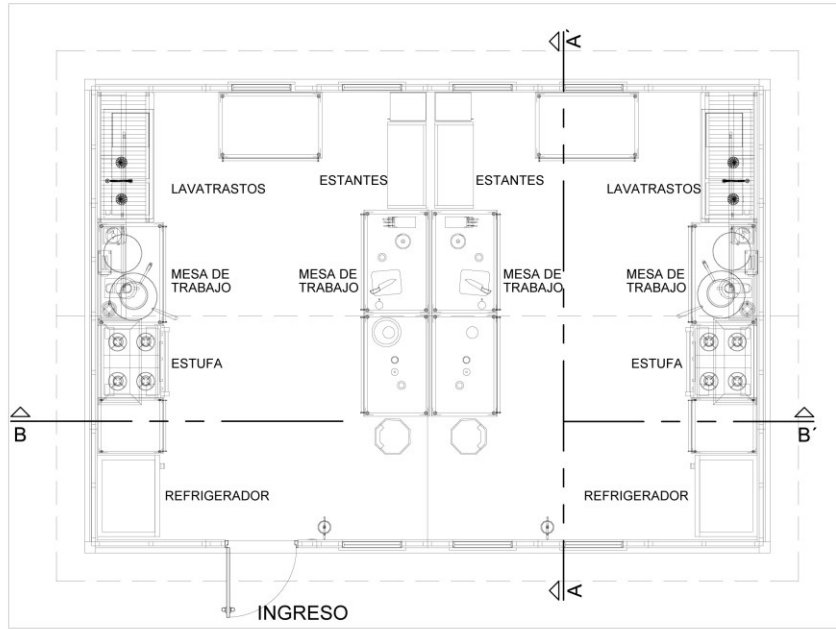 A´
LAVATRASTOS
ESTANTES
ESTANTES
LAVATRASTOS
MESA DE
TRABAJO
MESA DE
TRABAJO
MESA DE
TRABAJO
MESA DE
TRABAJO
ESTUFA
ESTUFA
B
B´
REFRIGERADOR
REFRIGERADOR
A
INGRESO